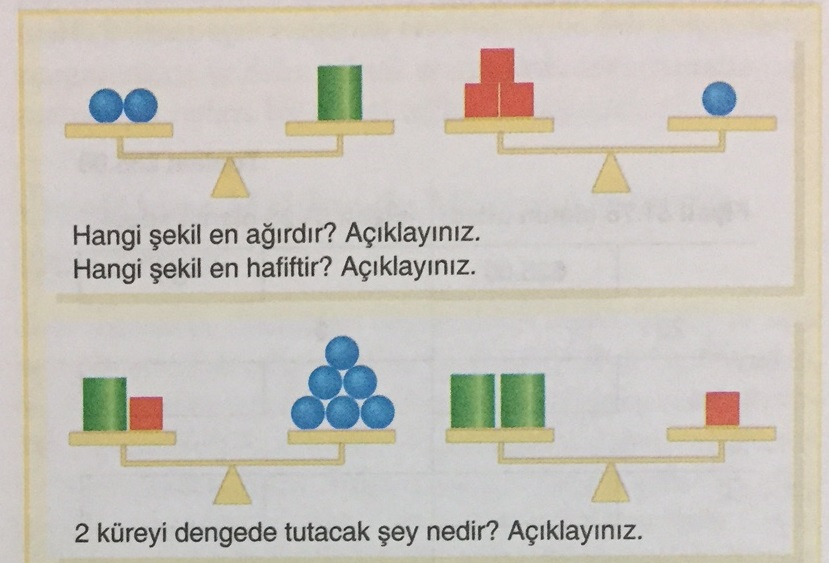 Hangi şekil en ağırdır? Açıklayınız.
Hangi şekil en hafiftir? Açıklayınız.
2 küreyi dengede tutacak şey nedir? Açıklayınız.